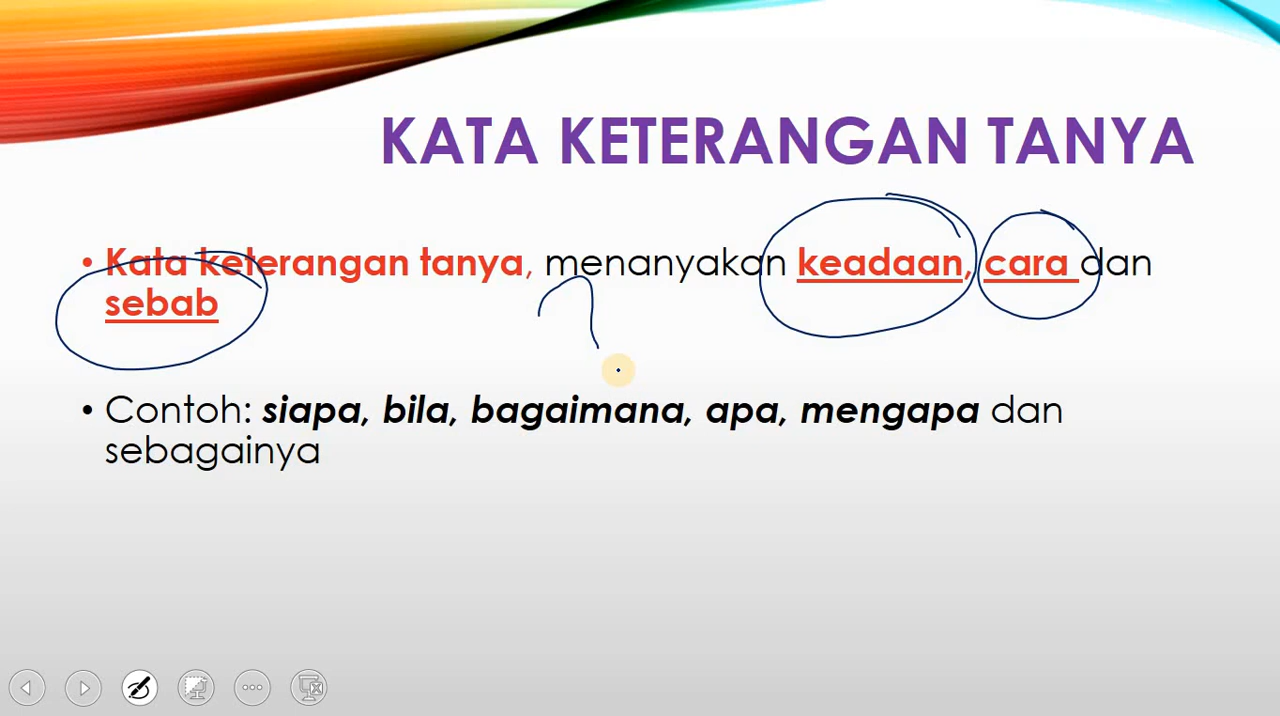 KATA KETERANGAN TANYA
• Kata keterangan tanya, menanyakan keadaan, cara dan
sebab
?
• Contoh: siapa, bila, bagaimana, apa, mengapa dan
sebagainya